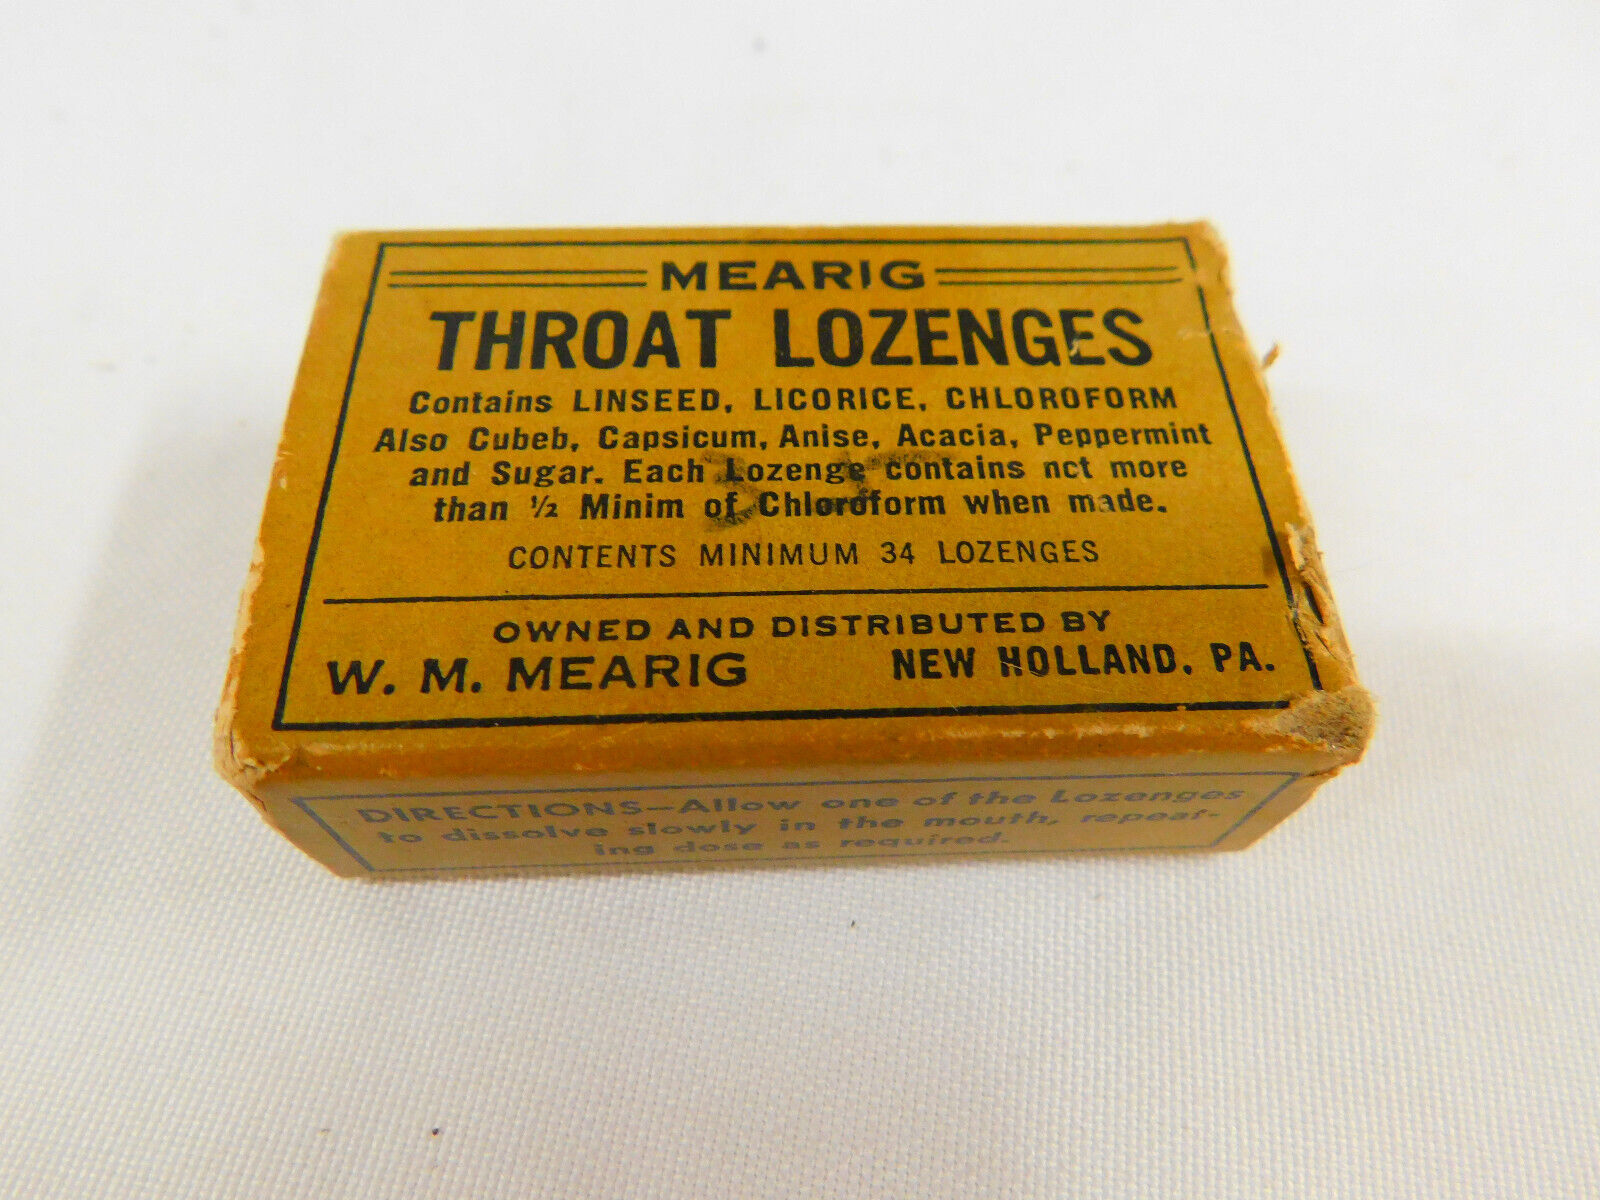 MEARIG
THROAT LOZENGES
Contains LINSEED, LICORICE, CHLOROFORM
Also Cubeb, Capsicum, Anise, Acacia, Peppermint
and Sugar. Each Lozenge contains not more
than ½ Minim of Chloroform when made.
CONTENTS MINIMUM 34 LOZENGES
OWNED AND DISTRIBUTED BY
W. M. MEARIG NEW HOLLAND, PA.
DIRECTIONS—Allow one of the Lozenges
to dissolve slowly in the mouth, repeat-
ing dose as required.